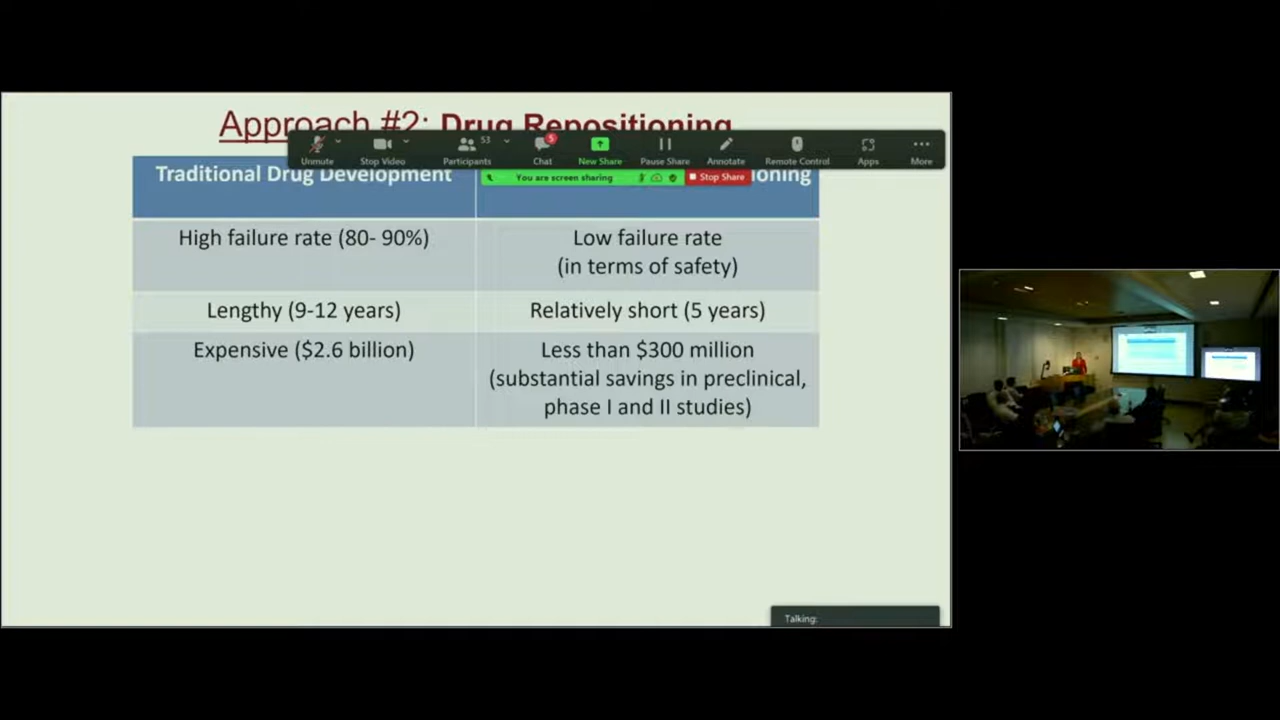 Approach #2: Drug Repositioning
Unmute
Stop Video
53
Participants
5
Chat
New Share
Pause Share
Annotate
Remote Control
Apps
More
You are screen sharing
Stop Share
Traditional Drug Development
ioning
High failure rate (80- 90%)
Low failure rate
(in terms of safety)
Lengthy (9-12 years)
Relatively short (5 years)
Expensive ($2.6 billion)
Less than $300 million
(substantial savings in preclinical,
phase I and II studies)
Talking: